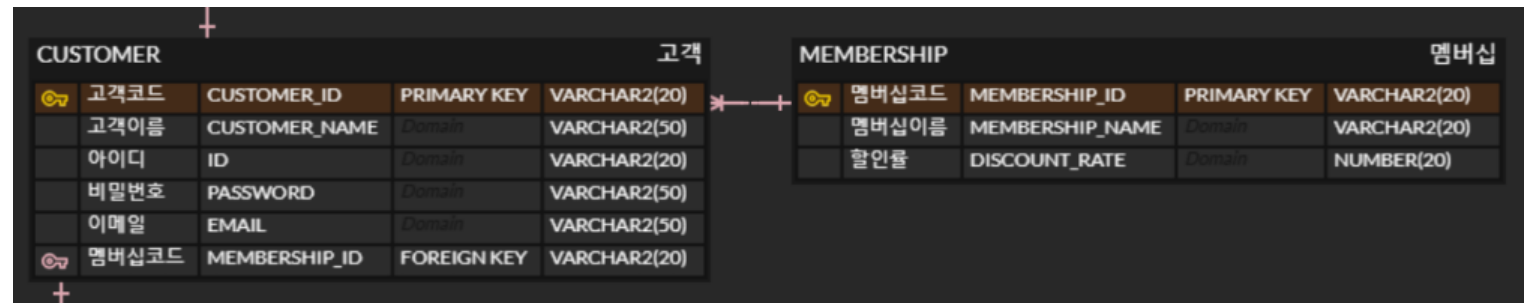 CUSTOMER 고객
고객코드 CUSTOMER_ID PRIMARY KEY VARCHAR2(20)
고객이름 CUSTOMER_NAME Domain VARCHAR2(50)
아이디 ID Domain VARCHAR2(20)
비밀번호 PASSWORD Domain VARCHAR2(50)
이메일 EMAIL Domain VARCHAR2(50)
멤버십코드 MEMBERSHIP_ID FOREIGN KEY VARCHAR2(20)
MEMBERSHIP 멤버십
멤버십코드 MEMBERSHIP_ID PRIMARY KEY VARCHAR2(20)
멤버십이름 MEMBERSHIP_NAME Domain VARCHAR2(20)
할인률 DISCOUNT_RATE Domain NUMBER(20)